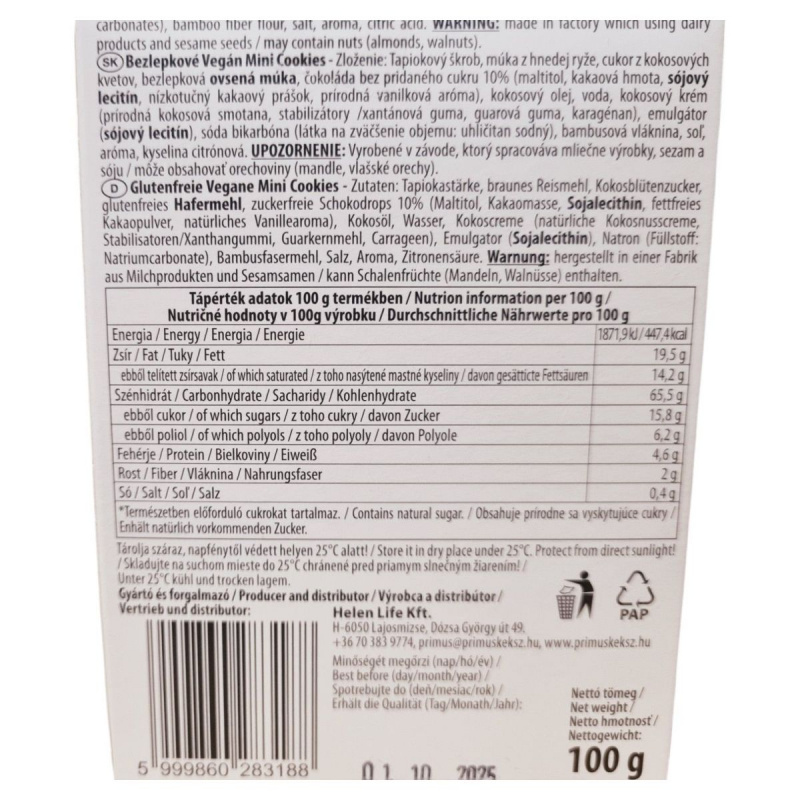 carbonates), bamboo fiber flour, salt, aroma, citric acid. WARNING: made in factory which using dairy
products and sesame seeds / may contain nuts (almonds, walnuts).
SK Bezlepkové Vegán Mini Cookies - Zloženie: Tapiokový škrob, múka z hnedej ryže, cukor z kokosových
kvetov, bezlepková ovsená múka, čokoláda bez pridaného cukru 10% (maltitol, kakaová hmota, sójový
lecitín, nízkotučný kakaový prášok, prírodná vanilková aróma), kokosový olej, voda, kokosový krém
(prírodná kokosová smotana, stabilizátory /xantánová guma, guarová guma, karagénan), emulgátor
(sójový lecitín), sóda bikarbóna (látka na zväčšenie objemu: uhličitan sodný), bambusová vláknina, soľ,
aróma, kyselina citrónová. UPOZORNENIE: Vyrobené v závode, ktorý spracováva mliečne výrobky, sezam a
sóju / môže obsahovať orechoviny (mandle, vlašské orechy).
D Glutenfreie Vegane Mini Cookies - Zutaten: Tapiokastärke, braunes Reismehl, Kokosblütenzucker,
glutenfreies Hafermehl, zuckerfreie Schokodrops 10% (Maltitol, Kakaomasse, Sojalecithin, fettfreies
Kakaopulver, natürliches Vanillearoma), Kokosöl, Wasser, Kokoscreme (natürliche Kokosnusscreme,
Stabilisatoren/Xanthangummi, Guarkernmehl, Carrageen), Emulgator (Sojalecithin), Natron (Füllstoff:
Natriumcarbonate), Bambusfasermehl, Salz, Aroma, Zitronensäure. Warnung: hergestellt in einer Fabrik
aus Milchprodukten und Sesamsamen / kann Schalenfrüchte (Mandeln, Walnüsse) enthalten.
Tápérték adatok 100 g termékben / Nutrion information per 100 g /
Nutričné hodnoty v 100g výrobku / Durchschnittliche Nährwerte pro 100 g
Energia / Energy / Energia / Energie 1871,9 kJ / 447,4 kcal
Zsír / Fat / Tuky / Fett 19,5 g
ebből telített zsírsavak / of which saturated / z toho nasýtené mastné kyseliny / davon gesätticte Fettsäuren 14,2 g
Szénhidrát / Carbonhydrate / Sacharidy / Kohlenhydrate 65,5 g
ebből cukor / of which sugars / z toho cukry / davon Zucker 15,8 g
ebből poliol / of which polyols / z toho polyoly / davon Polyole 6,2 g
Fehérje / Protein / Bielkoviny / Eiweiß 4,6 g
Rost / Fiber / Vláknina / Nahrungsfaser 2 g
Só / Salt / Soľ / Salz 0,4 g
*Természetben előforduló cukrokat tartalmaz. / Contains natural sugar. / Obsahuje prírodne sa vyskytujúce cukry /
Enhält natürlich vorkommenden Zucker.
Tárolja száraz, napfénytől védett helyen 25°C alatt! / Store it in dry place under 25°C. Protect from direct sunlight!
/ Skladujte na suchom mieste do 25°C chránené pred priamym slnečným žiarením! /
Unter 25°C kühl und trocken lagem.
Gyártó és forgalmazó / Producer and distributor / Výrobca a distribútor /
Vertrieb und distributor: Helen Life Kft.
H-6050 Lajosmizse, Dózsa György út 49.
+36 70 383 9774, primus@primuskeksz.hu, www.primuskeksz.hu
PAP
Minőségét megőrzi (nap/hó/év) /
Best before (day/month/year) /
Spotrebujte do (deň/mesiac/rok) /
Erhält die Qualität (Tag/Monath/Jahr):
Nettó tömeg /
Net weight /
Netto hmotnosť /
Nettogewicht:
100 g
5 999860 283188
01 10 2025